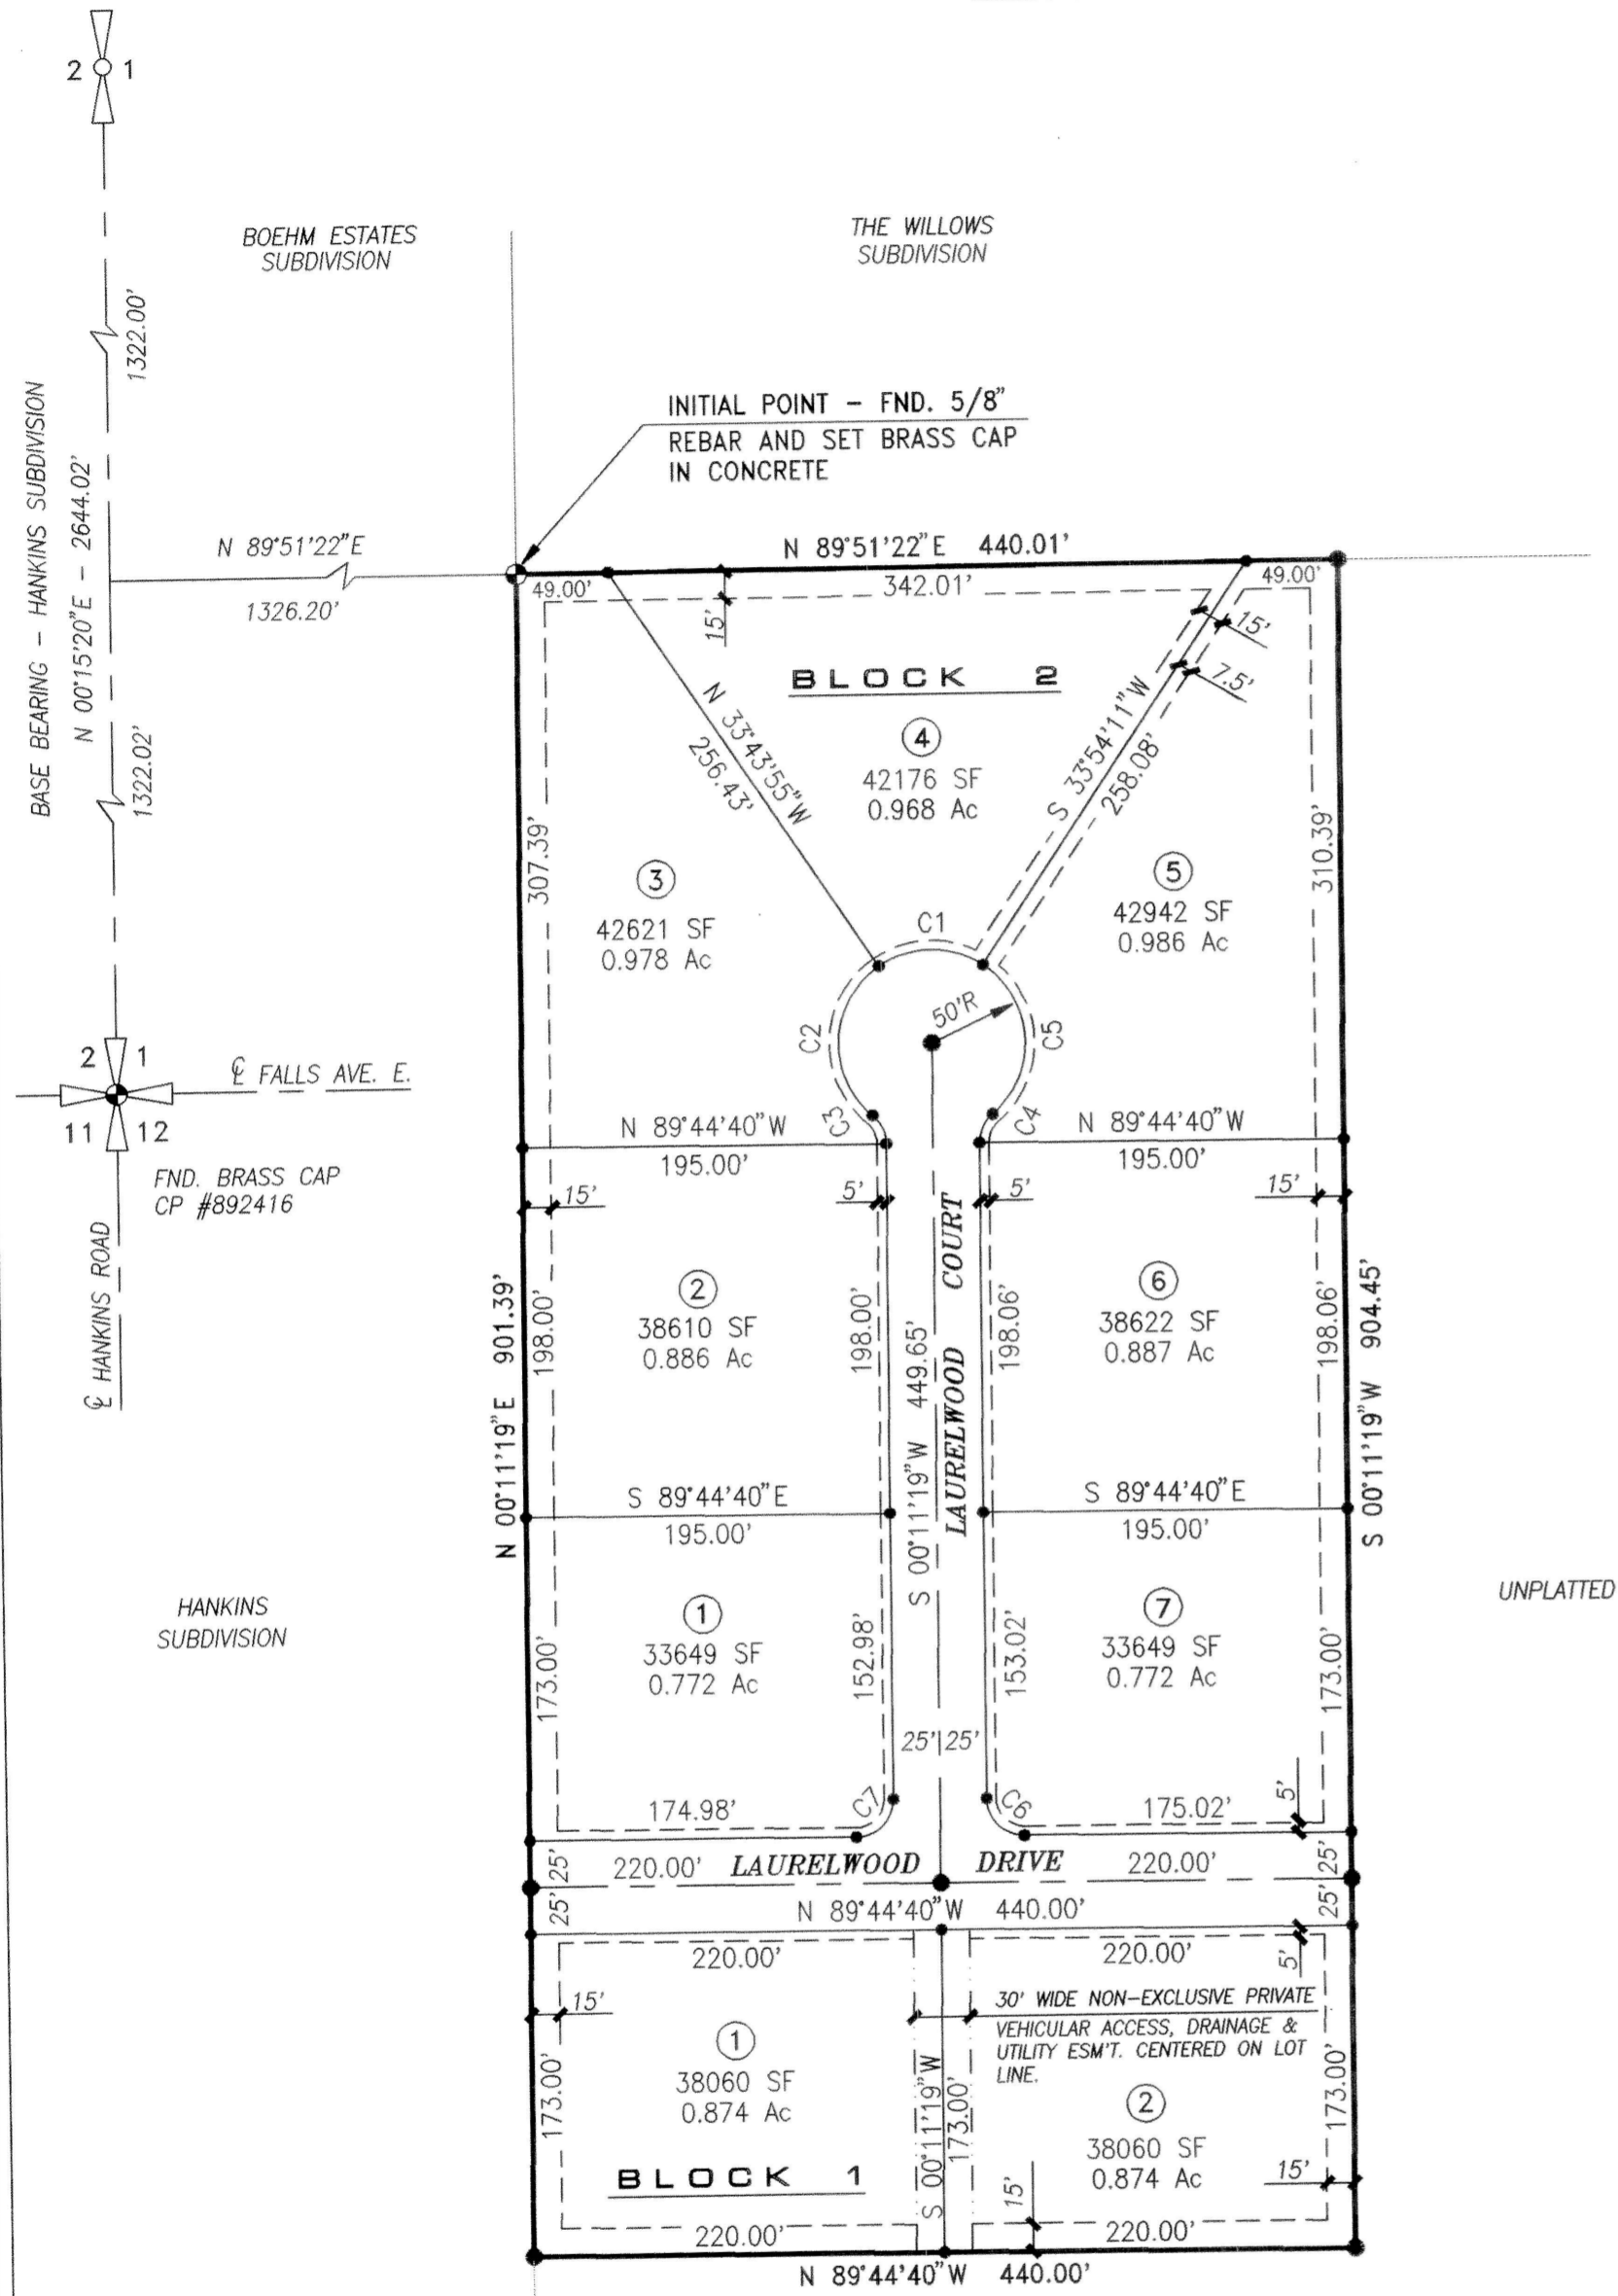 2 1
BOEHM ESTATES
SUBDIVISION
THE WILLOWS
SUBDIVISION
1322.00'
BASE BEARING - HANKINS SUBDIVISION
N 00°15'20"E - 2644.02'
1322.02'
INITIAL POINT - FND. 5/8"
REBAR AND SET BRASS CAP
IN CONCRETE
N 89°51'22"E
1326.20'
N 89°51'22"E 440.01'
49.00'
342.01'
49.00'
15'
15'
7.5'
BLOCK 2
N 33°43'55"W
256.43'
4
42176 SF
0.968 Ac
S 33°54'11"W
258.08'
307.39'
310.39'
3
42621 SF
0.978 Ac
5
42942 SF
0.986 Ac
C1
50'R
C2
C5
C3
C4
2 1
11 12
℄ FALLS AVE. E.
FND. BRASS CAP
CP #892416
℄ HANKINS ROAD
N 89°44'40"W
195.00'
N 89°44'40"W
195.00'
15'
5'
5'
15'
N 00°11'19"E 901.39'
198.00'
2
38610 SF
0.886 Ac
198.00'
S 00°11'19"W 449.65'
LAURELWOOD COURT
198.06'
6
38622 SF
0.887 Ac
198.06'
S 00°11'19"W 904.45'
S 89°44'40"E
195.00'
S 89°44'40"E
195.00'
HANKINS
SUBDIVISION
UNPLATTED
173.00'
1
33649 SF
0.772 Ac
152.98'
153.02'
7
33649 SF
0.772 Ac
173.00'
25' 25'
174.98'
C7
C6
175.02'
5'
25'
220.00' LAURELWOOD DRIVE 220.00'
25'
25'
N 89°44'40"W 440.00'
25'
220.00'
220.00'
5'
15'
30' WIDE NON-EXCLUSIVE PRIVATE
VEHICULAR ACCESS, DRAINAGE &
UTILITY ESM'T. CENTERED ON LOT
LINE.
173.00'
1
38060 SF
0.874 Ac
S 00°11'19"W
173.00'
2
38060 SF
0.874 Ac
173.00'
15'
BLOCK 1
15'
220.00'
220.00'
N 89°44'40"W 440.00'